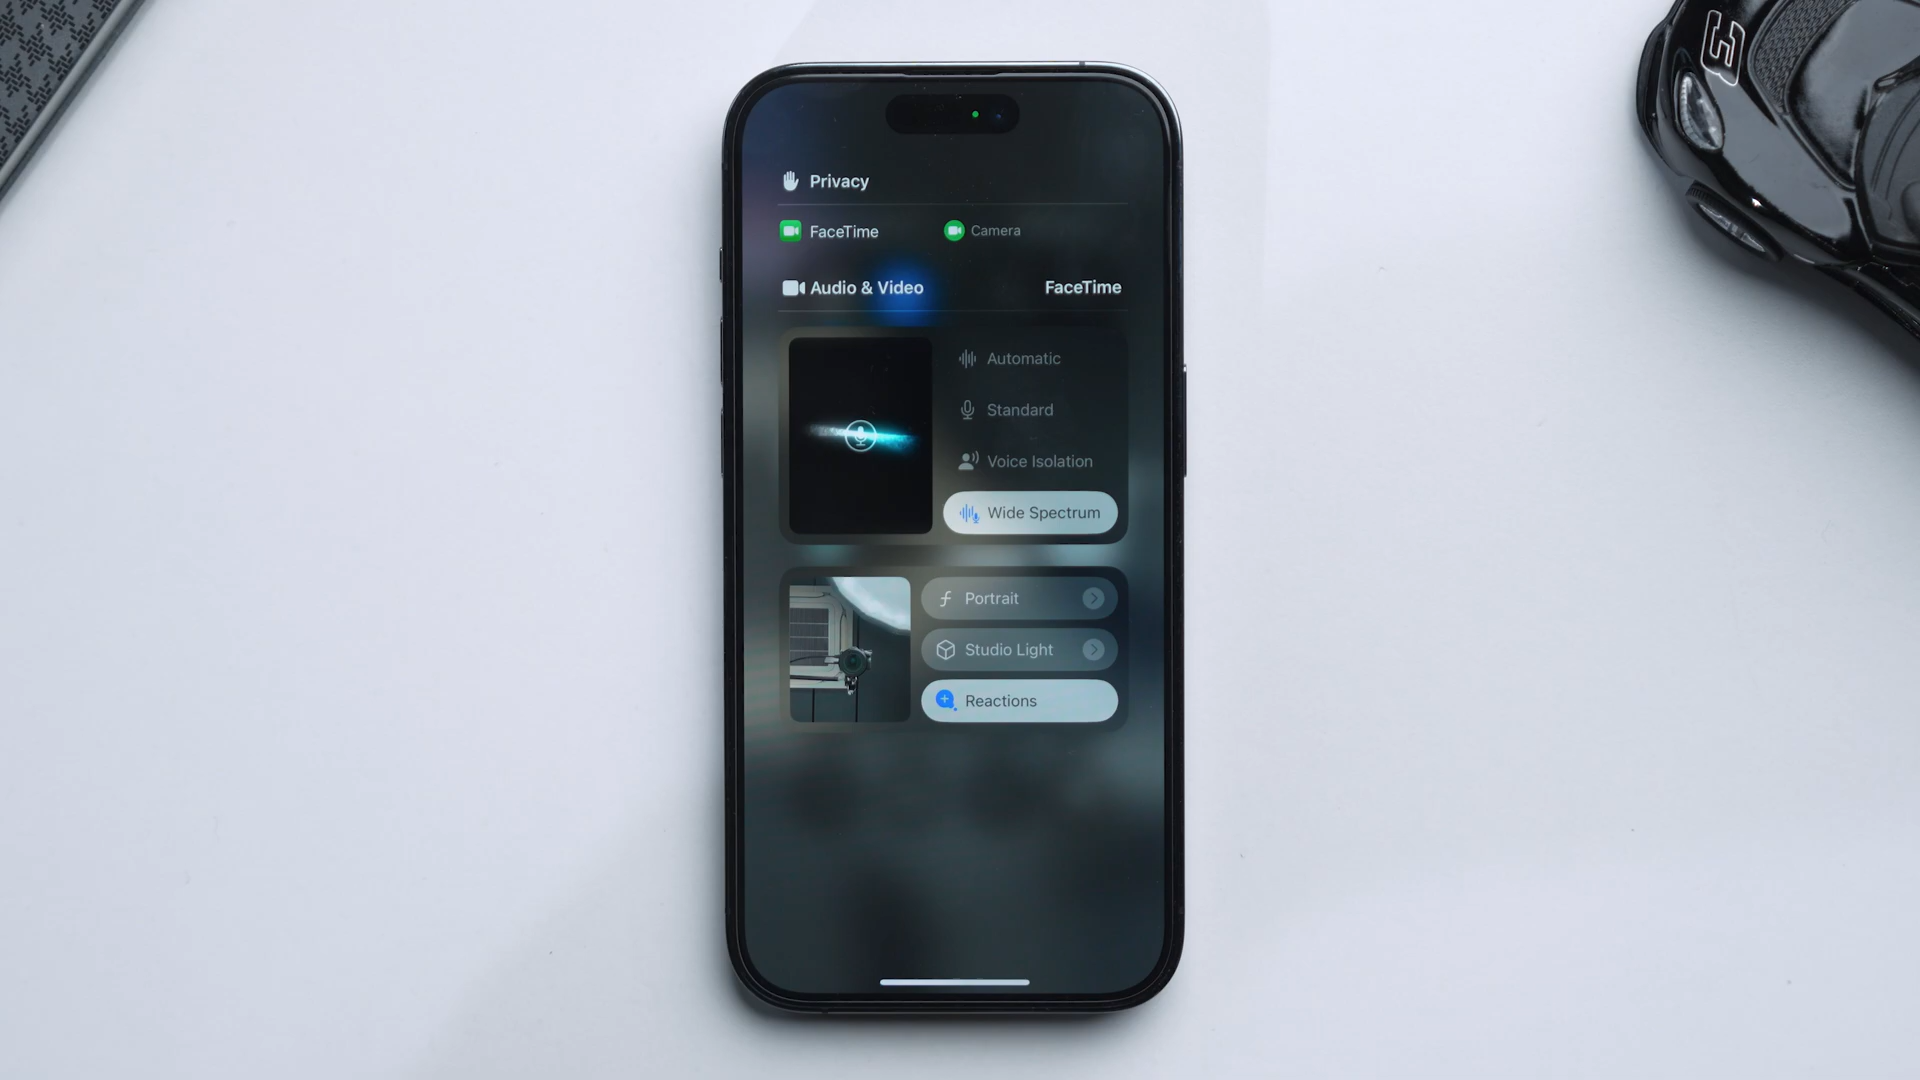 Privacy
FaceTime Camera
Audio & Video FaceTime
Automatic
Standard
Voice Isolation
Wide Spectrum
Portrait
Studio Light
Reactions